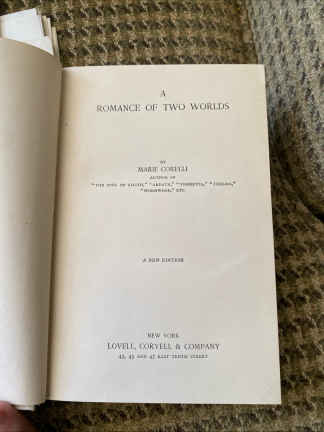 A
ROMANCE OF TWO WORLDS
BY
MARIE CORELLI
AUTHOR OF
"THE SOUL OF LILITH," "ARDATH," "VENDETTA," "THELMA,"
"WORMWOOD," ETC.
A NEW EDITION
NEW YORK
LOVELL, CORYELL & COMPANY
43, 45 AND 47 EAST TENTH STREET